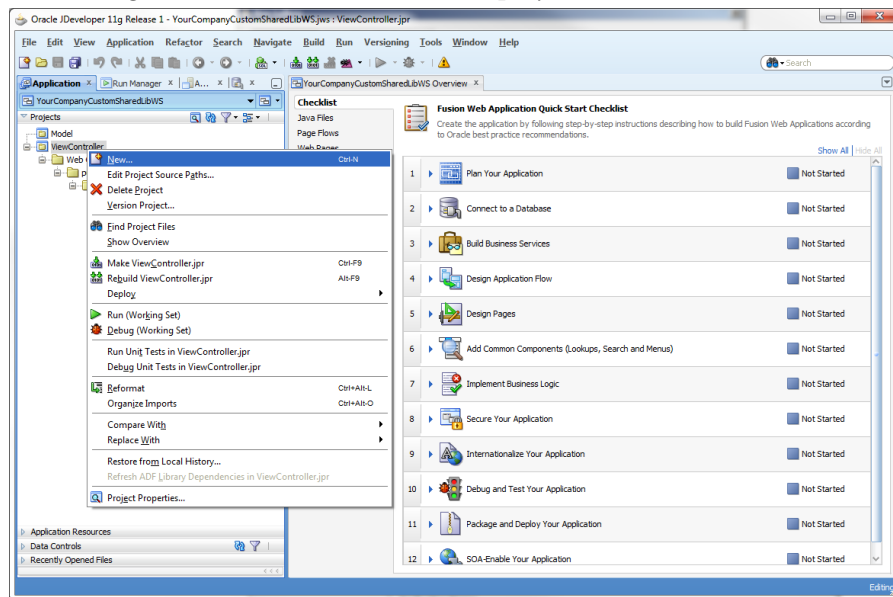 Oracle JDeveloper 11g Release 1 - YourCompanyCustomSharedLibWS.jws : ViewController.jpr
File Edit View Application Refactor Search Navigate Build Run Versioning Tools Window Help
Search
Application Run Manager A...
YourCompanyCustomSharedLibWS Overview
YourCompanyCustomSharedLibWS
Projects
Model
ViewController
Web
New... Ctrl-N
Edit Project Source Paths...
Delete Project
Version Project...
Find Project Files
Show Overview
Make ViewController.jpr Ctrl-F9
Rebuild ViewController.jpr Alt-F9
Deploy
Run (Working Set)
Debug (Working Set)
Run Unit Tests in ViewController.jpr
Debug Unit Tests in ViewController.jpr
Reformat Ctrl+Alt-L
Organize Imports Ctrl+Alt-O
Compare With
Replace With
Restore from Local History...
Refresh ADF Library Dependencies in ViewController.jpr
Project Properties...
Application Resources
Data Controls
Recently Opened Files
Checklist
Java Files
Page Flows
Web Pages
Fusion Web Application Quick Start Checklist
Create the application by following step-by-step instructions describing how to build Fusion Web Applications according
to Oracle best practice recommendations.
Show All | Hide All
1 Plan Your Application Not Started
2 Connect to a Database Not Started
3 Build Business Services Not Started
4 Design Application Flow Not Started
5 Design Pages Not Started
6 Add Common Components (Lookups, Search and Menus) Not Started
7 Implement Business Logic Not Started
8 Secure Your Application Not Started
9 Internationalize Your Application Not Started
10 Debug and Test Your Application Not Started
11 Package and Deploy Your Application Not Started
12 SOA-Enable Your Application Not Started
Editing